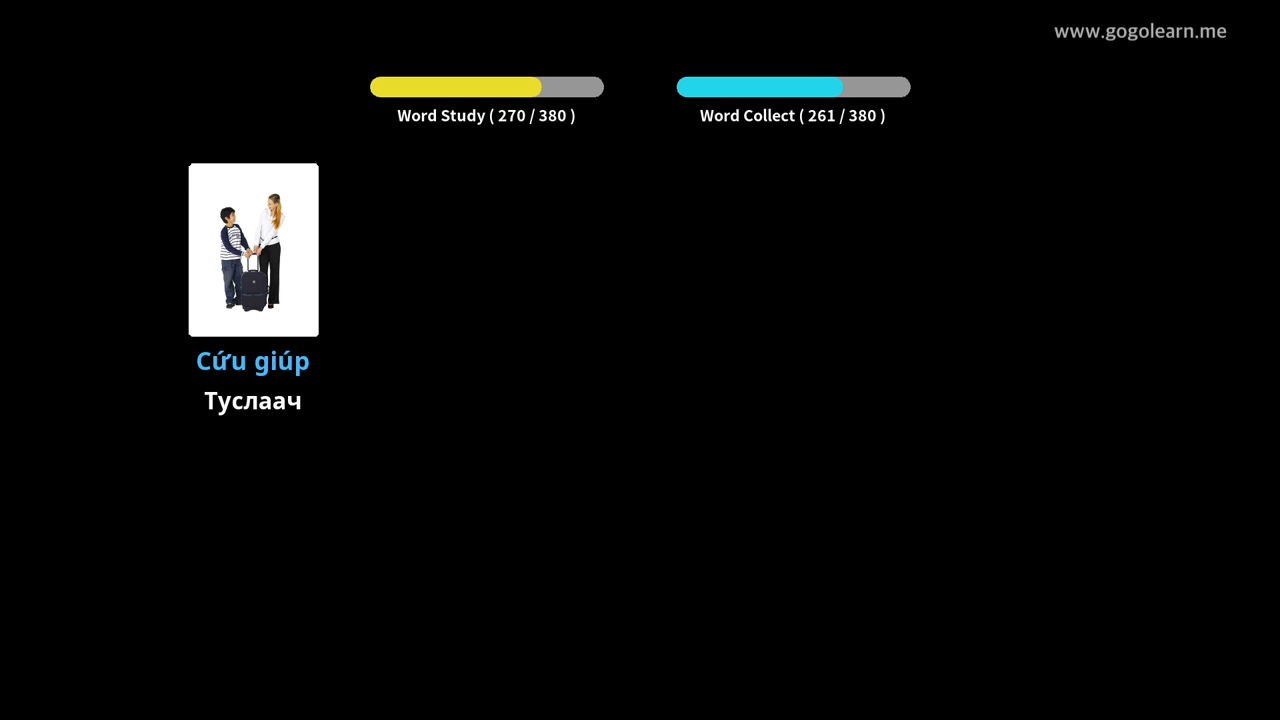 www.gogolearn.me
Word Study ( 270 / 380 )
Word Collect ( 261 / 380 )
Cứu giúp
Туслаач